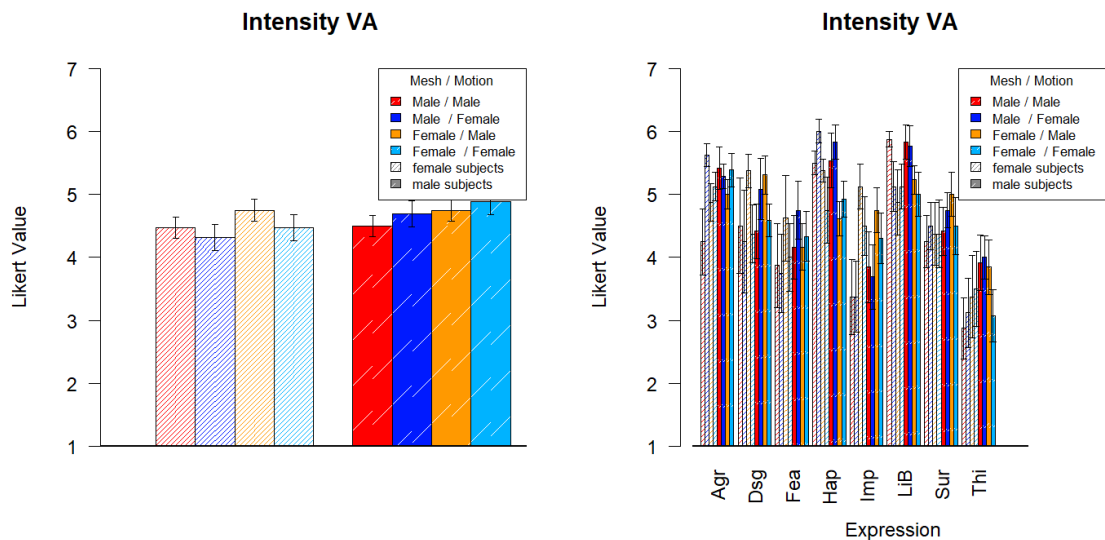 Intensity VA
Likert Value
7
6
5
4
3
2
1
Mesh / Motion
Male / Male
Male / Female
Female / Male
Female / Female
female subjects
male subjects
Intensity VA
Likert Value
7
6
5
4
3
2
1
Mesh / Motion
Male / Male
Male / Female
Female / Male
Female / Female
female subjects
male subjects
Agr
Dsg
Fea
Hap
Imp
LiB
Sur
Thi
Expression